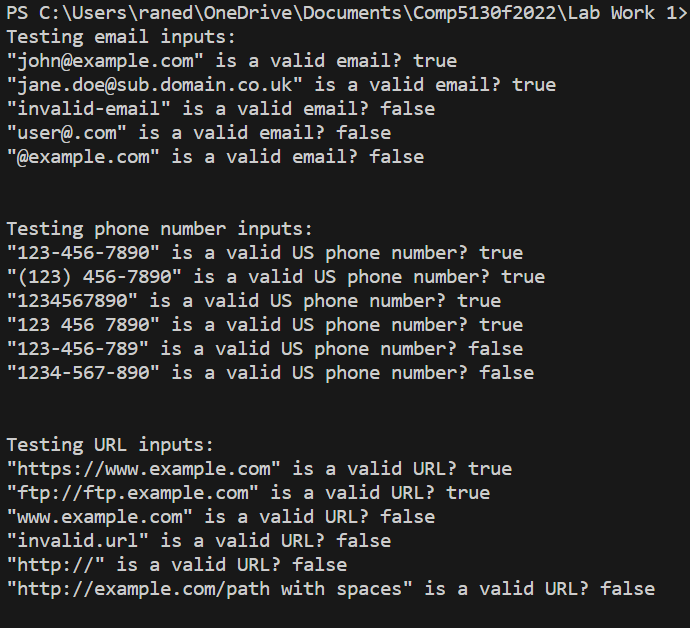 PS C:\Users\raned\OneDrive\Documents\Comp5130f2022\Lab Work 1>
Testing email inputs:
"john@example.com" is a valid email? true
"jane.doe@sub.domain.co.uk" is a valid email? true
"invalid-email" is a valid email? false
"user@.com" is a valid email? false
"@example.com" is a valid email? false
Testing phone number inputs:
"123-456-7890" is a valid US phone number? true
"(123) 456-7890" is a valid US phone number? true
"1234567890" is a valid US phone number? true
"123 456 7890" is a valid US phone number? true
"123-456-789" is a valid US phone number? false
"1234-567-890" is a valid US phone number? false
Testing URL inputs:
"https://www.example.com" is a valid URL? true
"ftp://ftp.example.com" is a valid URL? true
"www.example.com" is a valid URL? false
"invalid.url" is a valid URL? false
"http://" is a valid URL? false
"http://example.com/path with spaces" is a valid URL? false